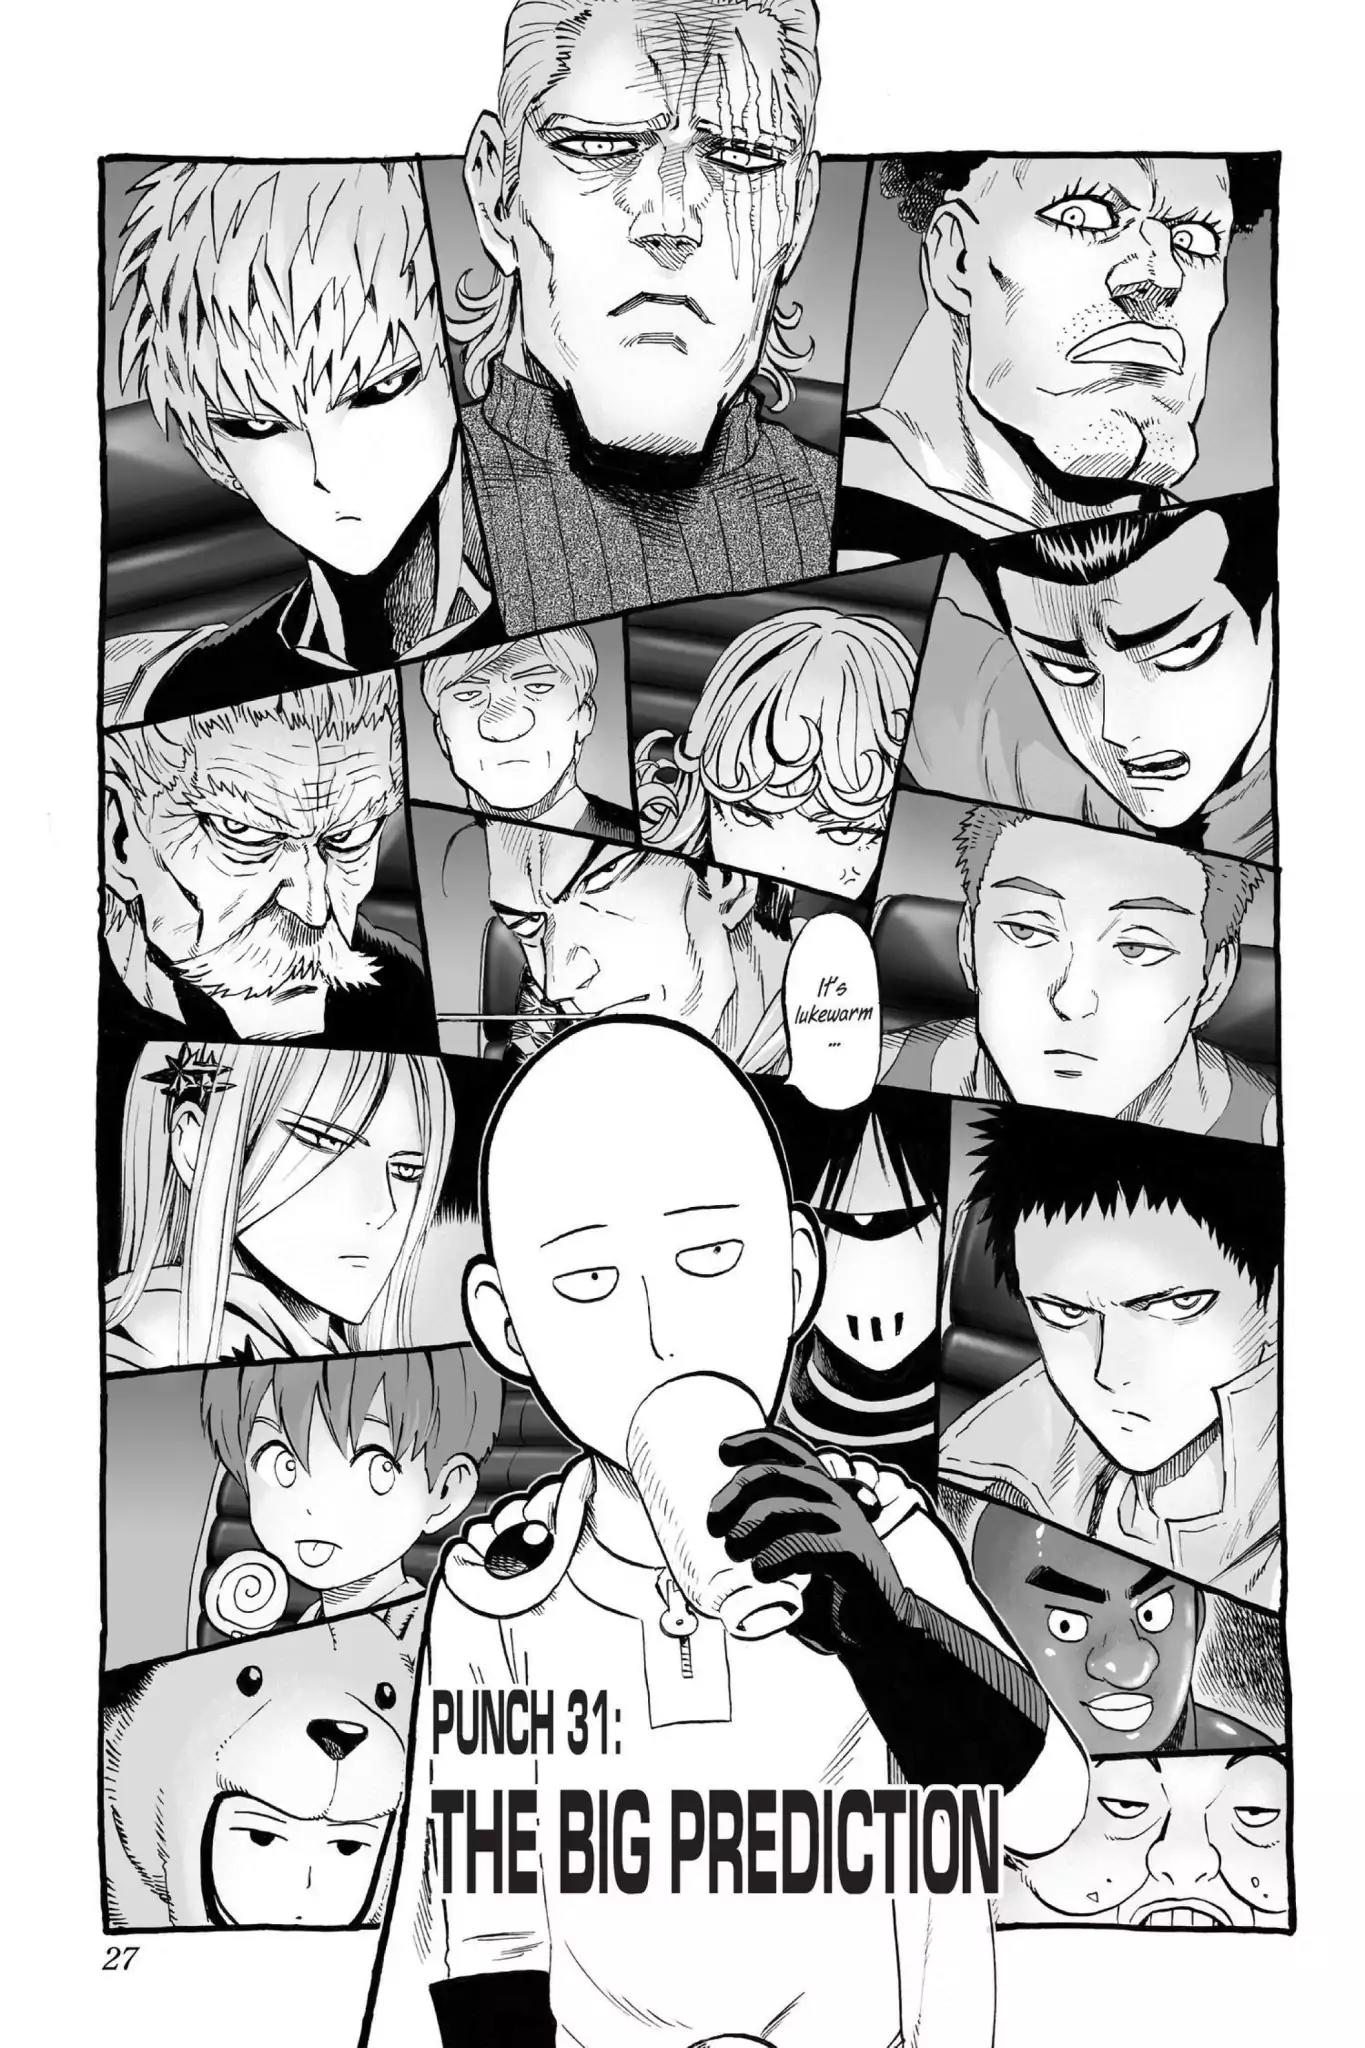 It's
lukewarm
...
PUNCH 31:
THE BIG PREDICTION
27